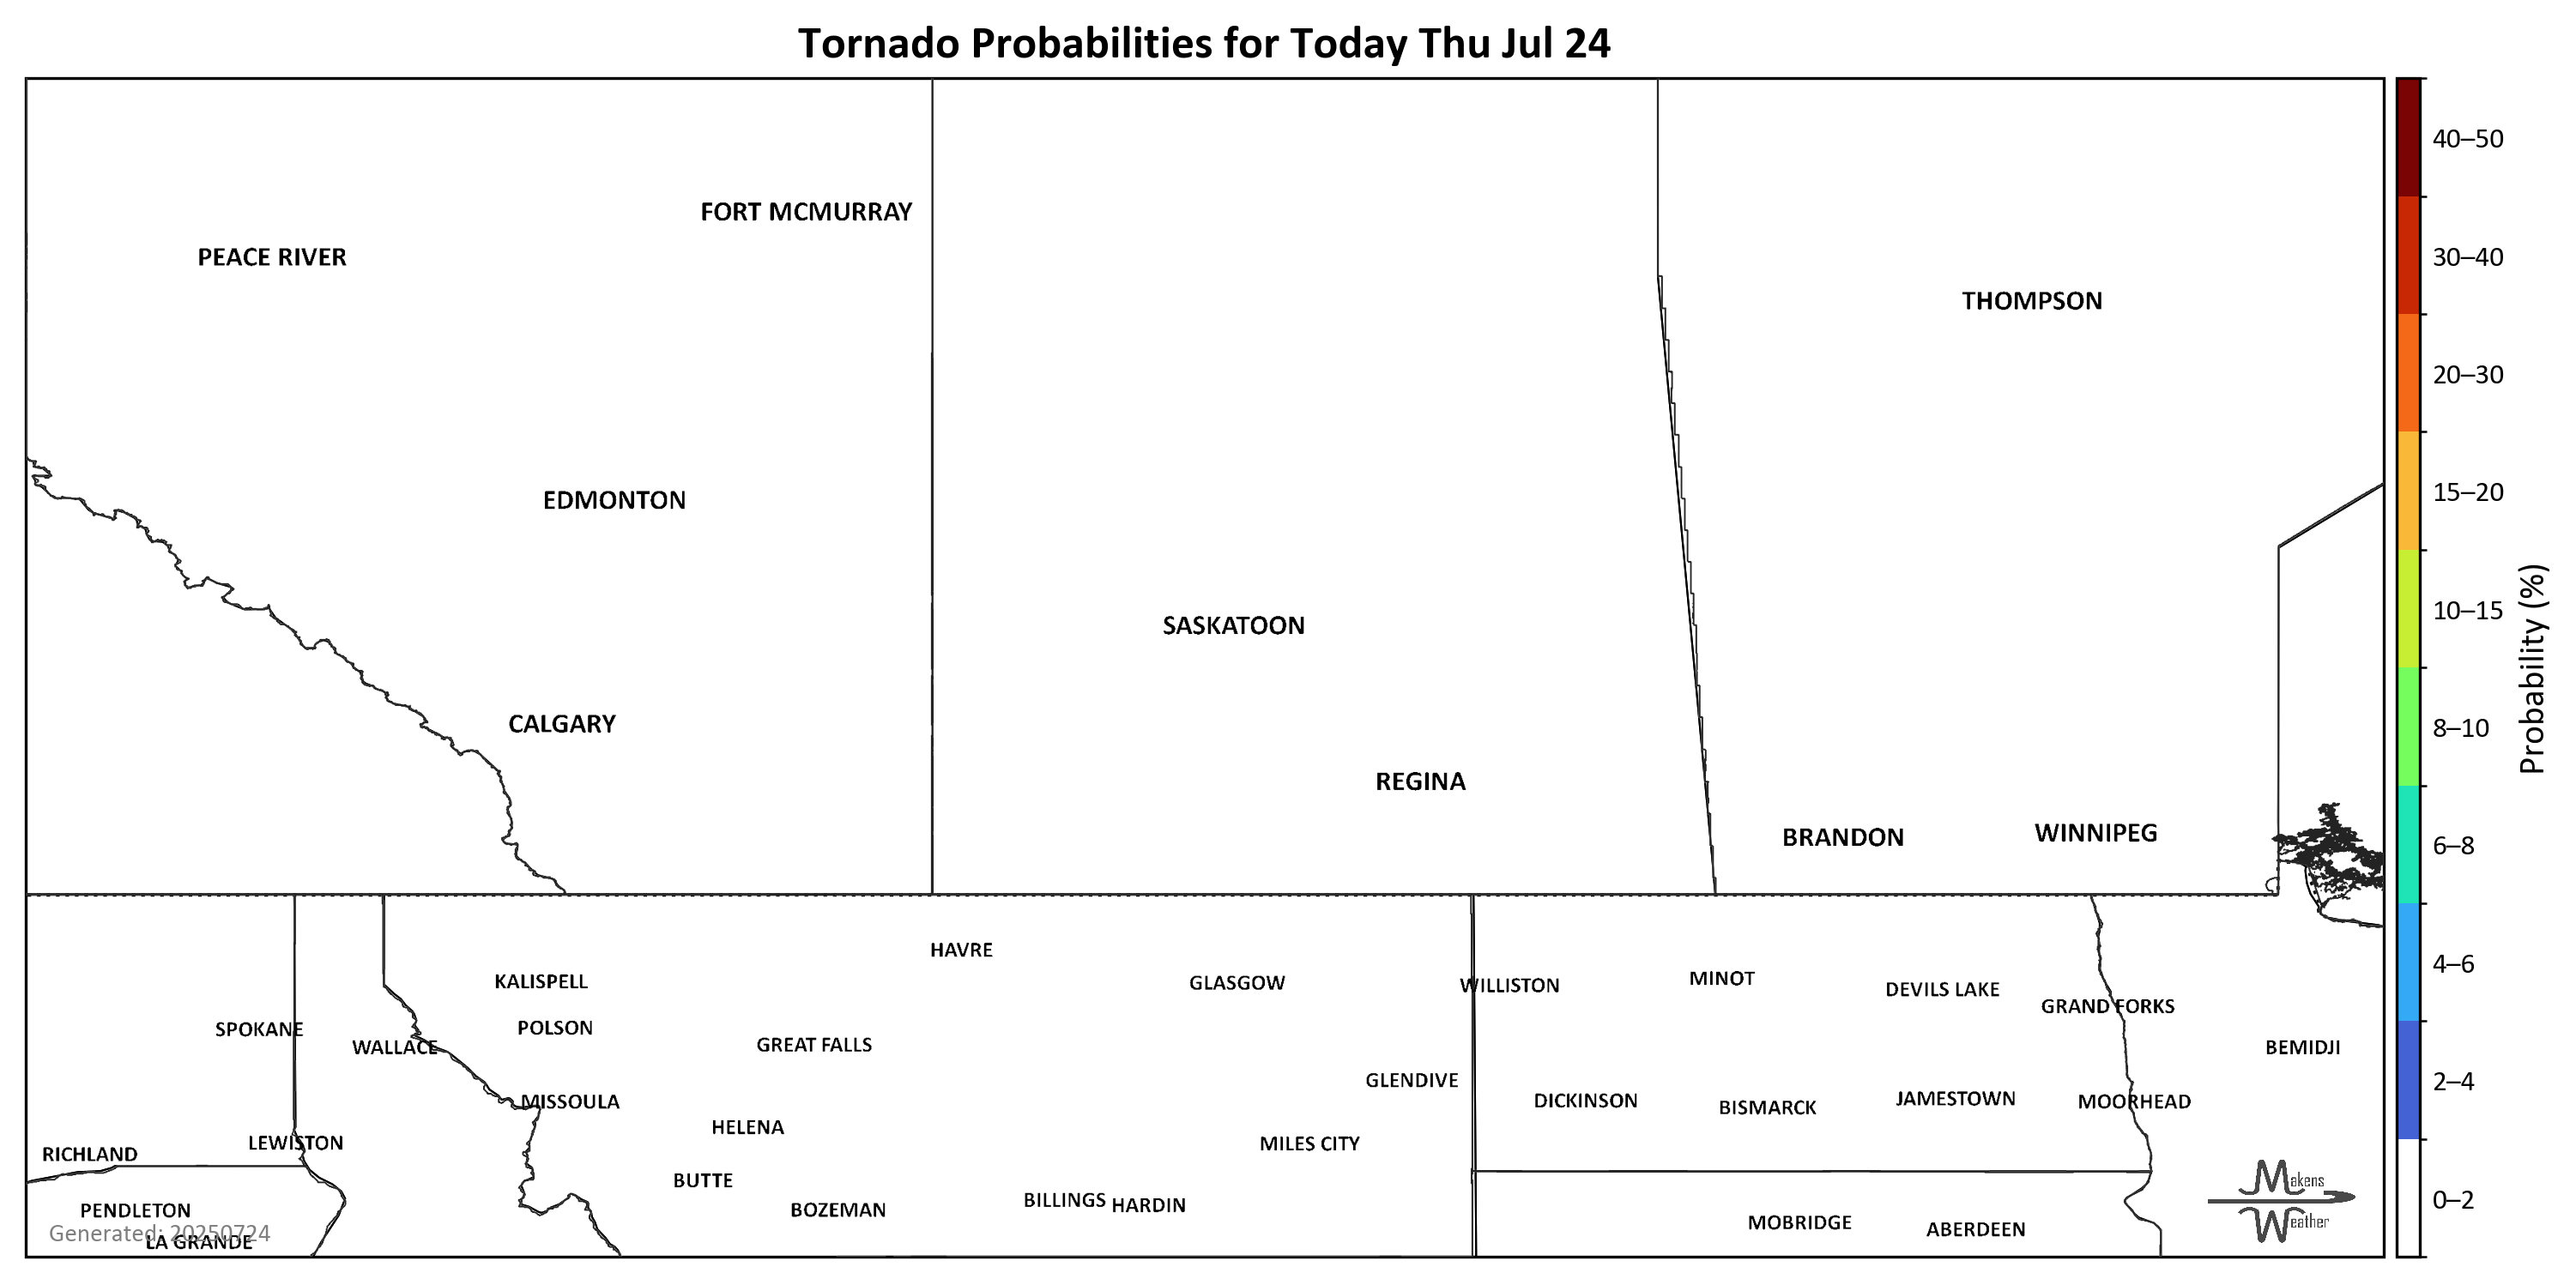 Tornado Probabilities for Today Thu Jul 24
FORT MCMURRAY
PEACE RIVER
THOMPSON
EDMONTON
SASKATOON
CALGARY
REGINA
BRANDON
WINNIPEG
HAVRE
KALISPELL
GLASGOW
WILLISTON
MINOT
DEVILS LAKE
GRAND FORKS
SPOKANE
POLSON
WALLACE
GREAT FALLS
BEMIDJI
GLENDIVE
MISSOULA
DICKINSON
BISMARCK
JAMESTOWN
MOORHEAD
HELENA
LEWISTON
MILES CITY
RICHLAND
BUTTE
BILLINGS
HARDIN
BOZEMAN
PENDLETON
MOBRIDGE
ABERDEEN
Generated: 20250724
LA GRANDE
Makens
Weather
40–50
30–40
20–30
15–20
10–15
8–10
6–8
4–6
2–4
0–2
Probability (%)